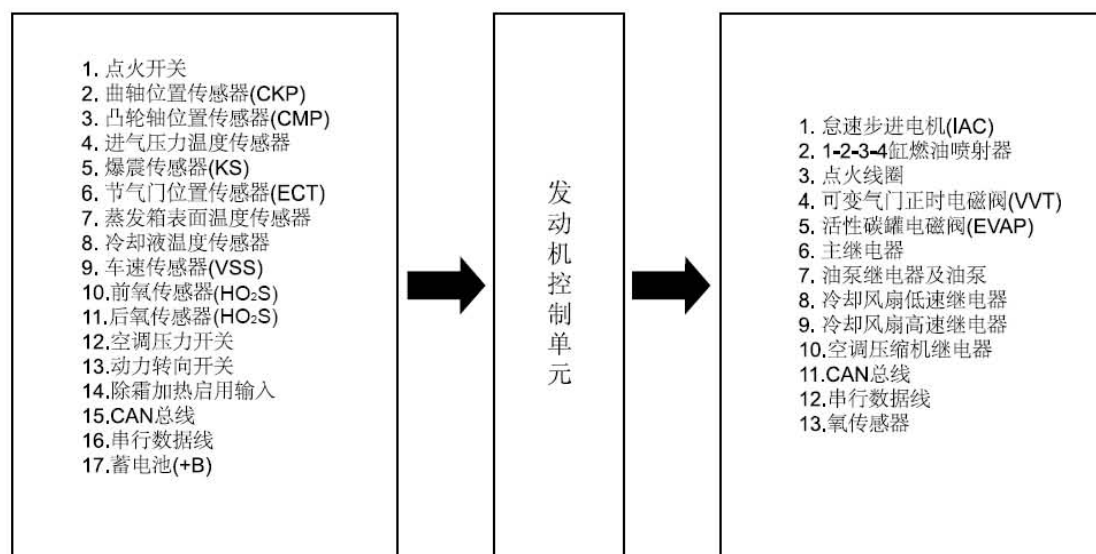 1. 点火开关
2. 曲轴位置传感器(CKP)
3. 凸轮轴位置传感器(CMP)
4. 进气压力温度传感器
5. 爆震传感器(KS)
6. 节气门位置传感器(ECT)
7. 蒸发箱表面温度传感器
8. 冷却液温度传感器
9. 车速传感器(VSS)
10.前氧传感器(HO₂S)
11.后氧传感器(HO₂S)
12.空调压力开关
13.动力转向开关
14.除霜加热启用输入
15.CAN总线
16.串行数据线
17.蓄电池(+B)
发动机控制单元
1. 怠速步进电机(IAC)
2. 1-2-3-4缸燃油喷射器
3. 点火线圈
4. 可变气门正时电磁阀(VVT)
5. 活性碳罐电磁阀(EVAP)
6. 主继电器
7. 油泵继电器及油泵
8. 冷却风扇低速继电器
9. 冷却风扇高速继电器
10.空调压缩机继电器
11.CAN总线
12.串行数据线
13.氧传感器